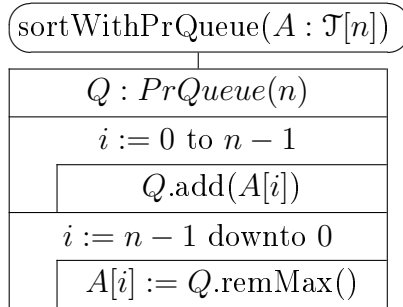 sortWithPrQueue(A : 𝒯[n])
Q : PrQueue(n)
i := 0 to n − 1
Q.add(A[i])
i := n − 1 downto 0
A[i] := Q.remMax()